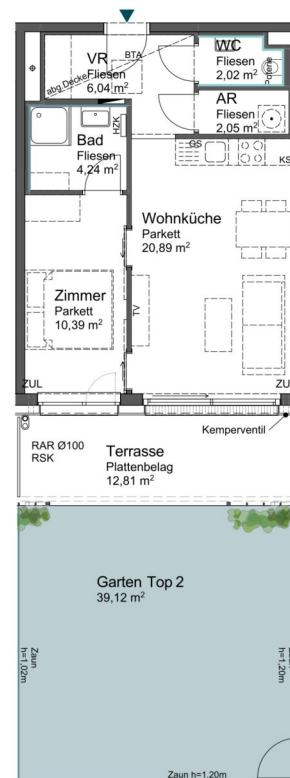 VR
BTA
Fliesen
6,04 m²
abg.Decke
WC
Fliesen
2,02 m²
Poterie
AR
Fliesen
2,05 m²
Bad
Fliesen
4,24 m²
HZK
GS
KS
Wohnküche
Parkett
20,89 m²
Zimmer
Parkett
10,39 m²
TV
ZUL
ZU
Kemperventil
RAR Ø100
RSK
Terrasse
Plattenbelag
12,81 m²
Garten Top 2
39,12 m²
Zaun
h=1,02m
Zaun
h=1,20m
Zaun h=1,20m